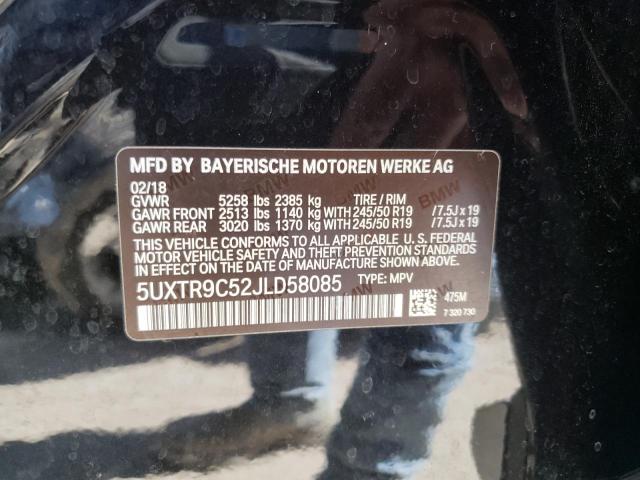 MFD BY BAYERISCHE MOTOREN WERKE AG
02/18
GVWR 5258 lbs 2385 kg TIRE / RIM
GAWR FRONT 2513 lbs 1140 kg WITH 245/50 R19 /7.5J x 19
GAWR REAR 3020 lbs 1370 kg WITH 245/50 R19 /7.5J x 19
THIS VEHICLE CONFORMS TO ALL APPLICABLE U. S. FEDERAL
MOTOR VEHICLE SAFETY AND THEFT PREVENTION STANDARDS
IN EFFECT ON THE DATE OF MANUFACTURE SHOWN ABOVE.
5UXTR9C52JLD58085 TYPE: MPV
475M
7 320 730